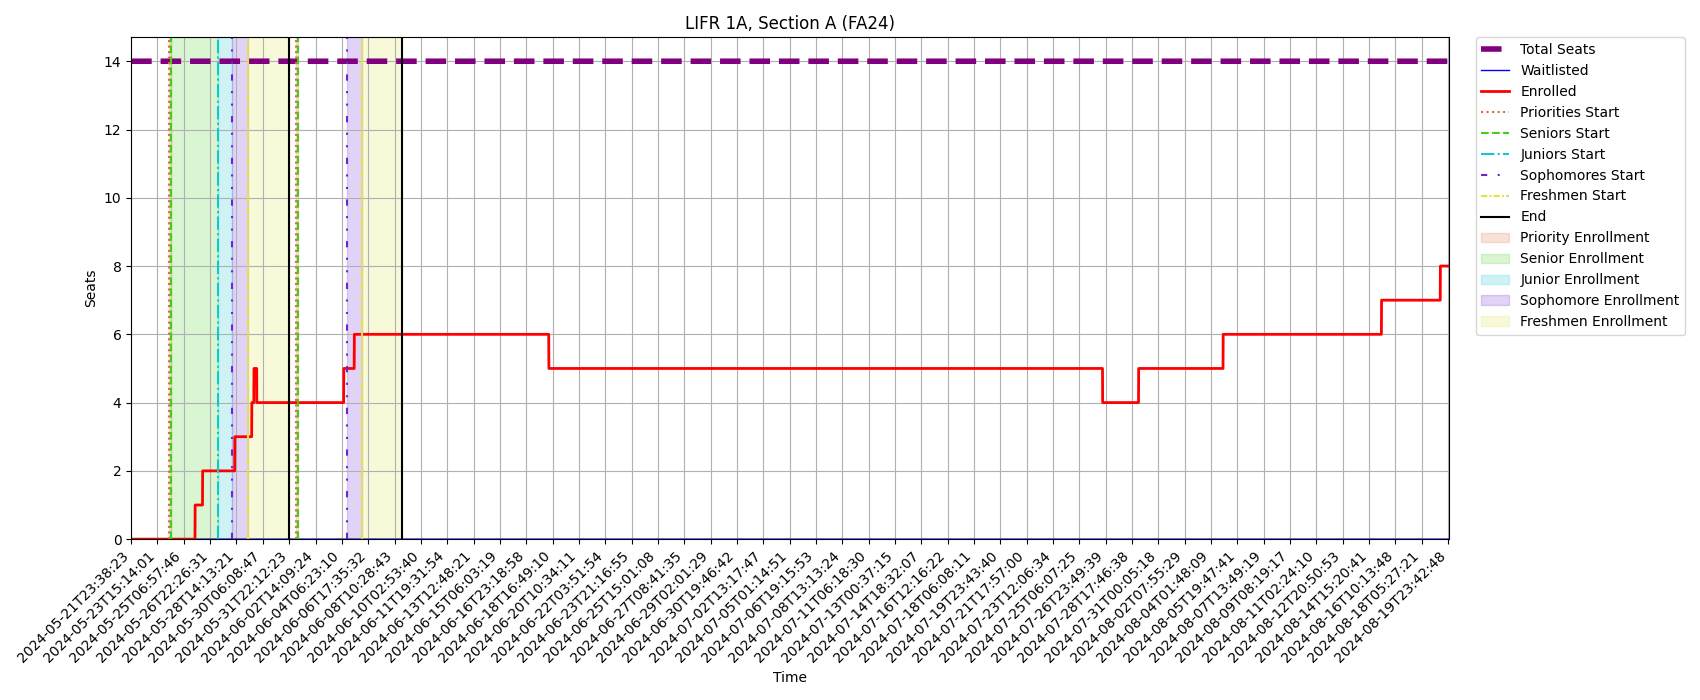 LIFR 1A, Section A (FA24)
Seats
14
12
10
8
6
4
2
0
2024-05-21T23:38:23
2024-05-23T15:14:01
2024-05-25T06:57:46
2024-05-26T22:26:31
2024-05-28T14:13:21
2024-05-30T06:08:47
2024-05-31T22:12:23
2024-06-02T14:09:24
2024-06-04T06:23:10
2024-06-06T17:35:32
2024-06-08T10:28:43
2024-06-10T02:53:40
2024-06-11T19:31:54
2024-06-13T12:48:21
2024-06-15T06:03:19
2024-06-16T23:18:58
2024-06-18T16:49:10
2024-06-20T10:34:11
2024-06-22T03:51:54
2024-06-23T21:16:55
2024-06-25T15:01:08
2024-06-27T08:41:35
2024-06-29T02:01:29
2024-06-30T19:46:42
2024-07-02T13:17:47
2024-07-05T01:14:51
2024-07-06T19:15:53
2024-07-08T13:13:24
2024-07-11T06:18:30
2024-07-13T00:37:15
2024-07-14T18:32:07
2024-07-16T12:16:22
2024-07-18T06:08:11
2024-07-19T23:43:40
2024-07-21T17:57:00
2024-07-23T12:06:34
2024-07-25T06:07:25
2024-07-26T23:49:39
2024-07-28T17:46:38
2024-07-31T00:05:18
2024-08-02T07:55:29
2024-08-04T01:48:09
2024-08-05T19:47:41
2024-08-07T13:49:19
2024-08-09T08:19:17
2024-08-11T02:24:10
2024-08-12T20:50:53
2024-08-14T15:20:41
2024-08-16T10:13:48
2024-08-18T05:27:21
2024-08-19T23:42:48
Time
Total Seats
Waitlisted
Enrolled
Priorities Start
Seniors Start
Juniors Start
Sophomores Start
Freshmen Start
End
Priority Enrollment
Senior Enrollment
Junior Enrollment
Sophomore Enrollment
Freshmen Enrollment